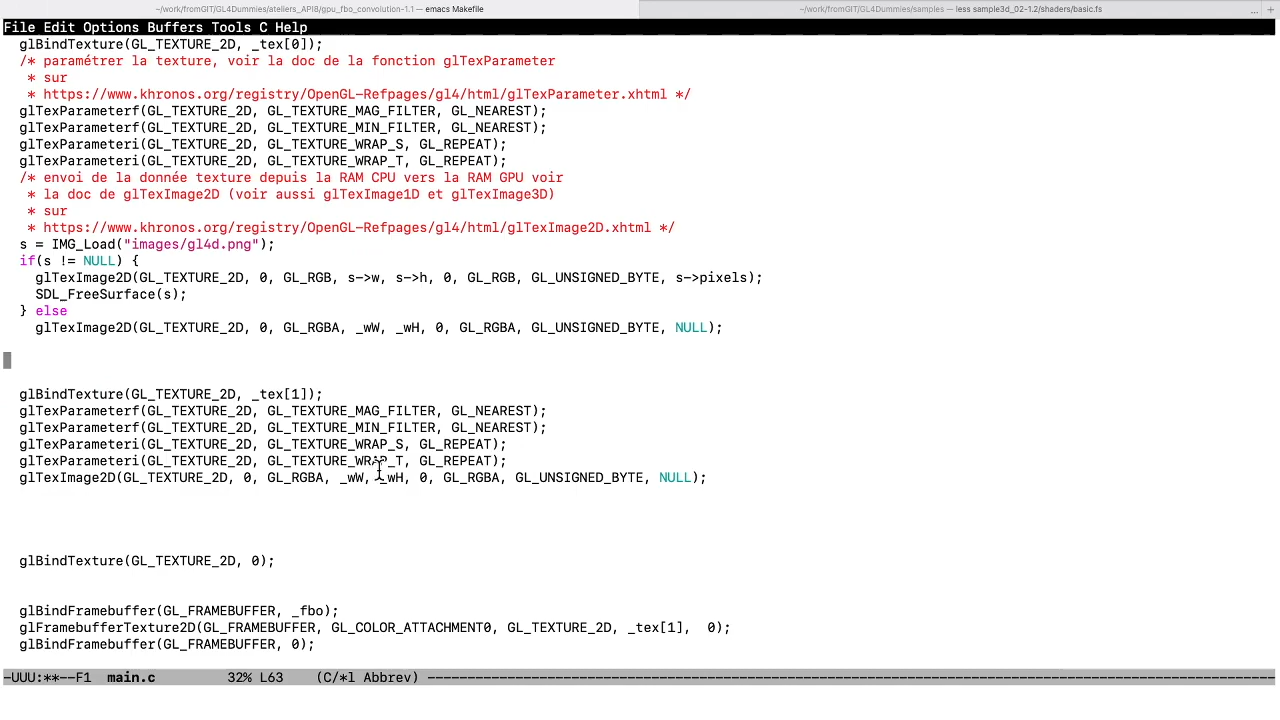 ~/work/fromGIT/GL4Dummies/ateliers_API8/gpu_fbo_convolution-1.1 — emacs Makefile
~/work/fromGIT/GL4Dummies/samples — less sample3d_02-1.2/shaders/basic.fs
... +
File Edit Options Buffers Tools C Help
glBindTexture(GL_TEXTURE_2D, _tex[0]);
/* paramétrer la texture, voir la doc de la fonction glTexParameter
* sur
* https://www.khronos.org/registry/OpenGL-Refpages/gl4/html/glTexParameter.xhtml */
glTexParameterf(GL_TEXTURE_2D, GL_TEXTURE_MAG_FILTER, GL_NEAREST);
glTexParameterf(GL_TEXTURE_2D, GL_TEXTURE_MIN_FILTER, GL_NEAREST);
glTexParameteri(GL_TEXTURE_2D, GL_TEXTURE_WRAP_S, GL_REPEAT);
glTexParameteri(GL_TEXTURE_2D, GL_TEXTURE_WRAP_T, GL_REPEAT);
/* envoi de la donnée texture depuis la RAM CPU vers la RAM GPU voir
* la doc de glTexImage2D (voir aussi glTexImage1D et glTexImage3D)
* sur
* https://www.khronos.org/registry/OpenGL-Refpages/gl4/html/glTexImage2D.xhtml */
s = IMG_Load("images/gl4d.png");
if(s != NULL) {
glTexImage2D(GL_TEXTURE_2D, 0, GL_RGB, s->w, s->h, 0, GL_RGB, GL_UNSIGNED_BYTE, s->pixels);
SDL_FreeSurface(s);
} else
glTexImage2D(GL_TEXTURE_2D, 0, GL_RGBA, _wW, _wH, 0, GL_RGBA, GL_UNSIGNED_BYTE, NULL);
glBindTexture(GL_TEXTURE_2D, _tex[1]);
glTexParameterf(GL_TEXTURE_2D, GL_TEXTURE_MAG_FILTER, GL_NEAREST);
glTexParameterf(GL_TEXTURE_2D, GL_TEXTURE_MIN_FILTER, GL_NEAREST);
glTexParameteri(GL_TEXTURE_2D, GL_TEXTURE_WRAP_S, GL_REPEAT);
glTexParameteri(GL_TEXTURE_2D, GL_TEXTURE_WRAP_T, GL_REPEAT);
glTexImage2D(GL_TEXTURE_2D, 0, GL_RGBA, _wW, _wH, 0, GL_RGBA, GL_UNSIGNED_BYTE, NULL);
glBindTexture(GL_TEXTURE_2D, 0);
glBindFramebuffer(GL_FRAMEBUFFER, _fbo);
glFramebufferTexture2D(GL_FRAMEBUFFER, GL_COLOR_ATTACHMENT0, GL_TEXTURE_2D, _tex[1],  0);
glBindFramebuffer(GL_FRAMEBUFFER, 0);
-UUU:**--F1  main.c         32% L63    (C/*l Abbrev) ----------------------------------------------------------------------------------------------------------